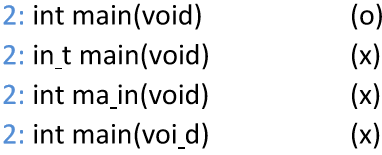 2: int main(void) (o)
2: in_t main(void) (x)
2: int ma_in(void) (x)
2: int main(voi_d) (x)